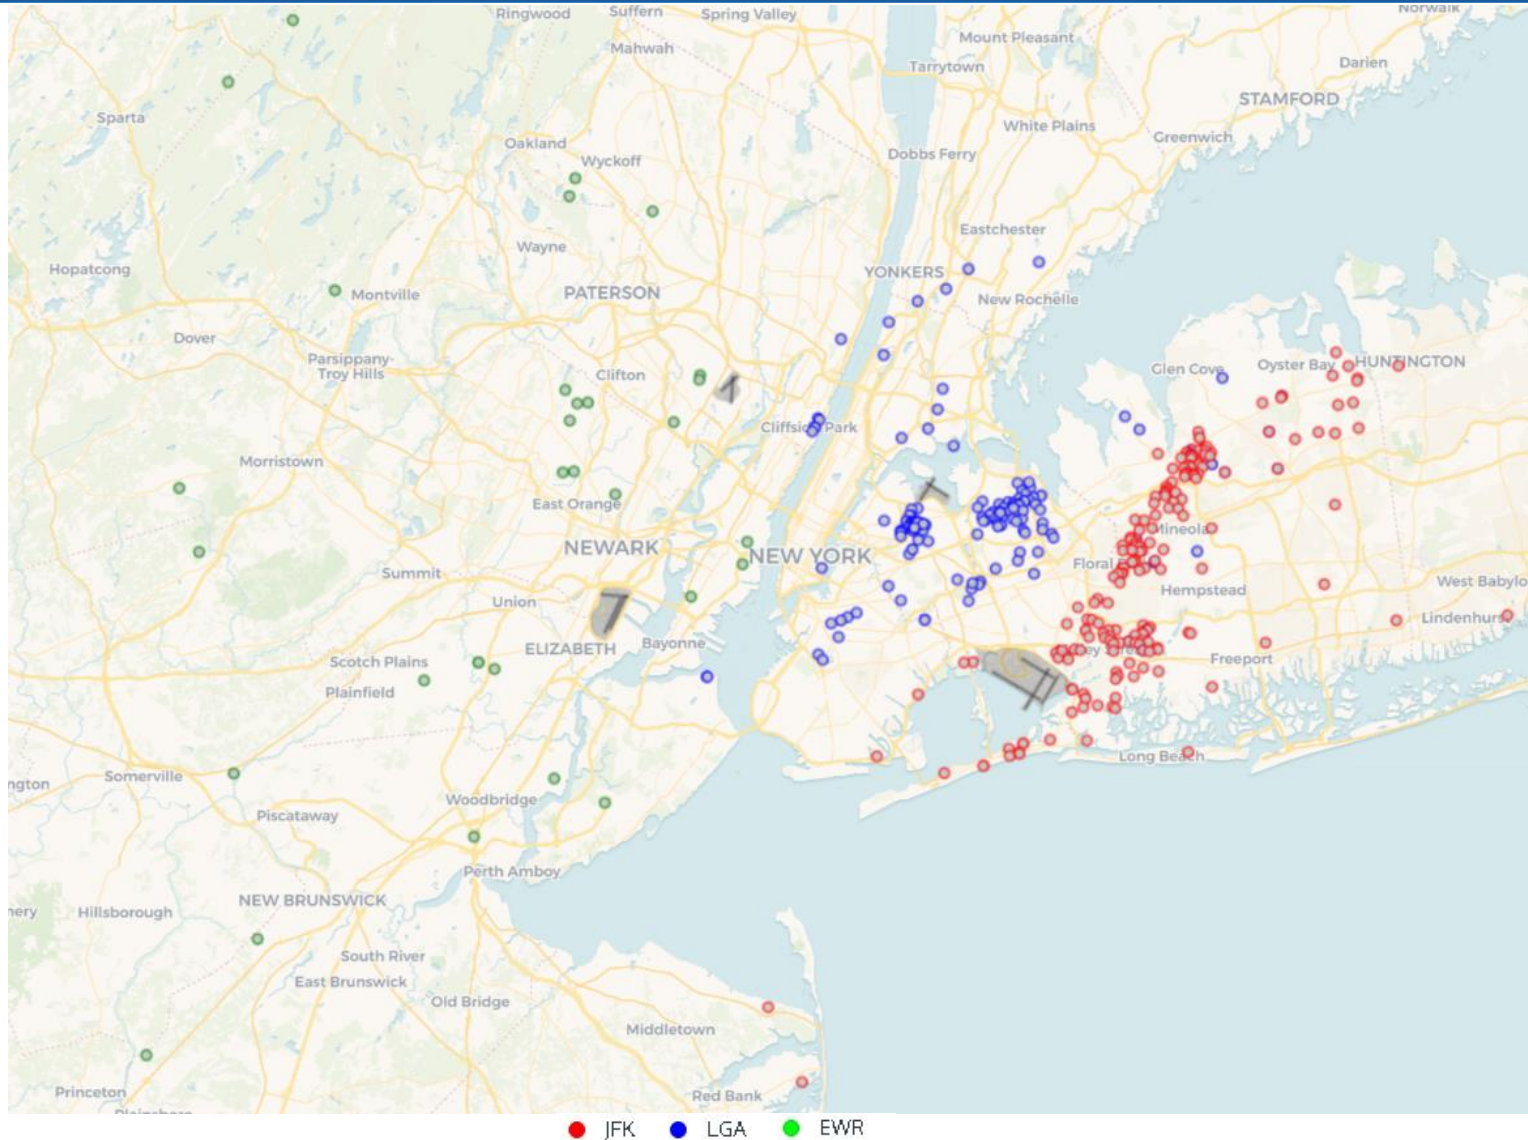 Ringwood
Suffern
Spring Valley
Norwalk
Mahwah
Mount Pleasant
Tarrytown
Darien
STAMFORD
Sparta
White Plains
Greenwich
Oakland
Wyckoff
Dobbs Ferry
Wayne
Eastchester
Hopatcong
YONKERS
Montville
PATERSON
New Rochelle
Dover
Parsippany-
Troy Hills
Clifton
Glen Cove
Oyster Bay
HUNTINGTON
Cliffside Park
Morristown
East Orange
NEWARK
NEW YORK
Mineola
Summit
Floral
Hempstead
West Babylo
Union
Lindenhurst
ELIZABETH
Bayonne
Scotch Plains
Plainfield
Freeport
Somerville
ngton
Long Beach
Woodbridge
Piscataway
Perth Amboy
NEW BRUNSWICK
nery
Hillsborough
South River
East Brunswick
Old Bridge
Middletown
Princeton
Red Bank
JFK LGA EWR